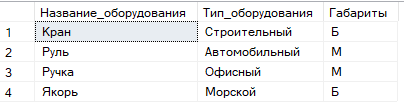 Название_оборудования Тип_оборудования Габариты
1 Кран Строительный Б
2 Руль Автомобильный М
3 Ручка Офисный М
4 Якорь Морской Б